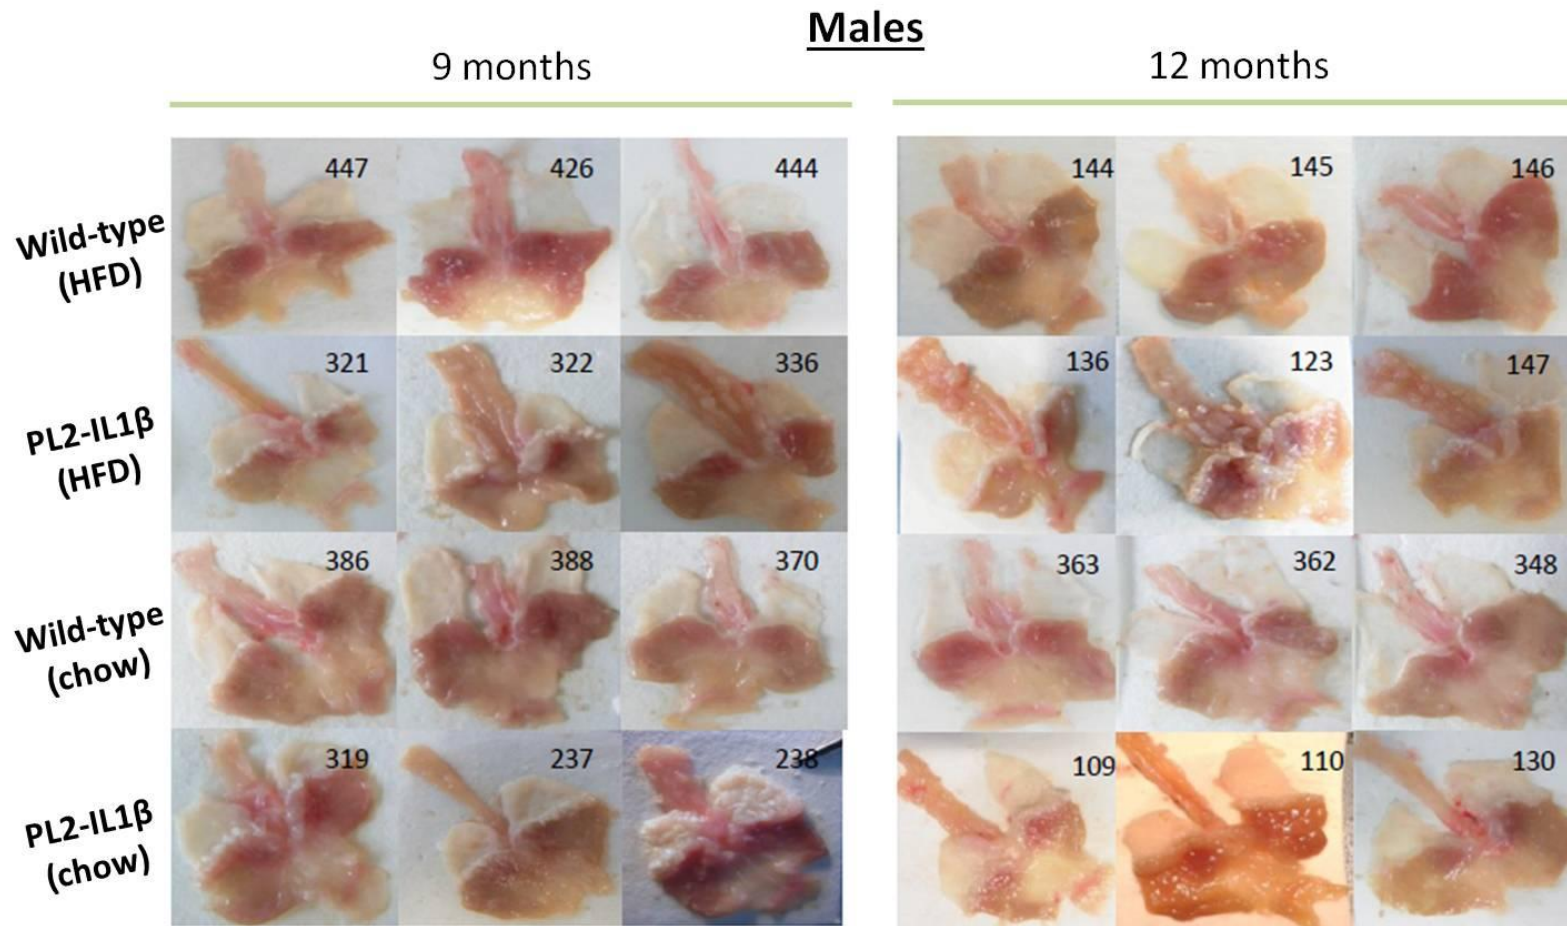 Males
9 months
12 months
Wild-type
(HFD)
447
426
444
144
145
146
PL2-IL1β
(HFD)
321
322
336
136
123
147
Wild-type
(chow)
386
388
370
363
362
348
PL2-IL1β
(chow)
319
237
238
109
110
130